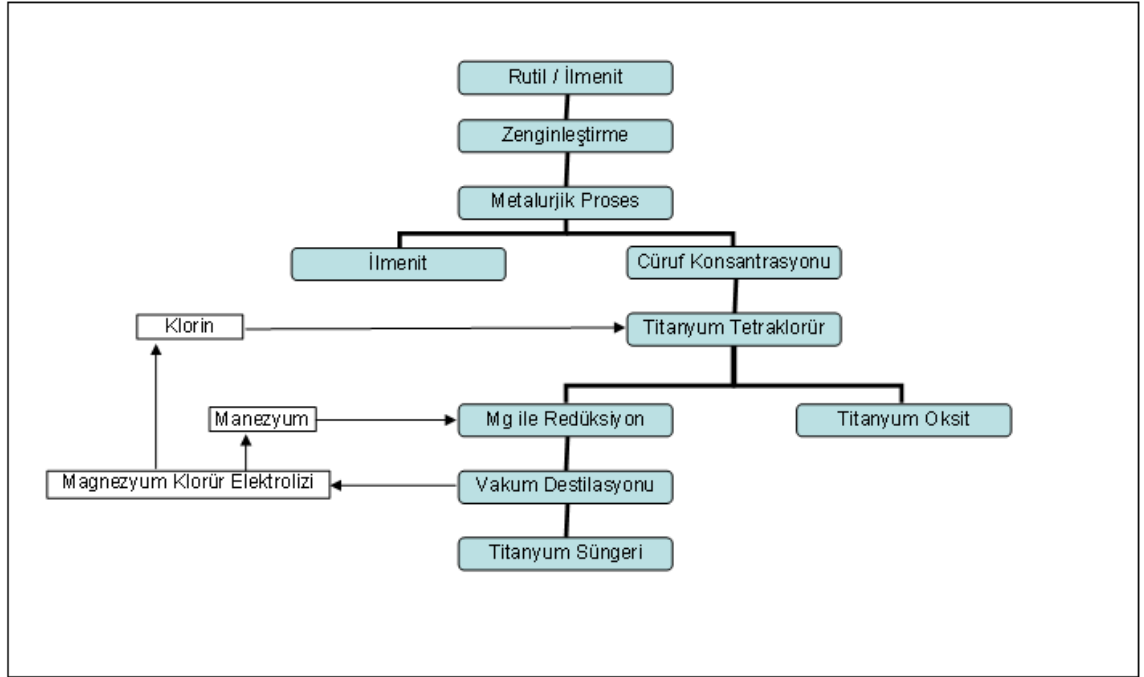 Rutil / İlmenit
Zenginleştirme
Metalurjik Proses
İlmenit
Cüruf Konsantrasyonu
Klorin
Titanyum Tetraklorür
Manezyum
Mg ile Redüksiyon
Titanyum Oksit
Magnezyum Klorür Elektrolizi
Vakum Destilasyonu
Titanyum Süngeri